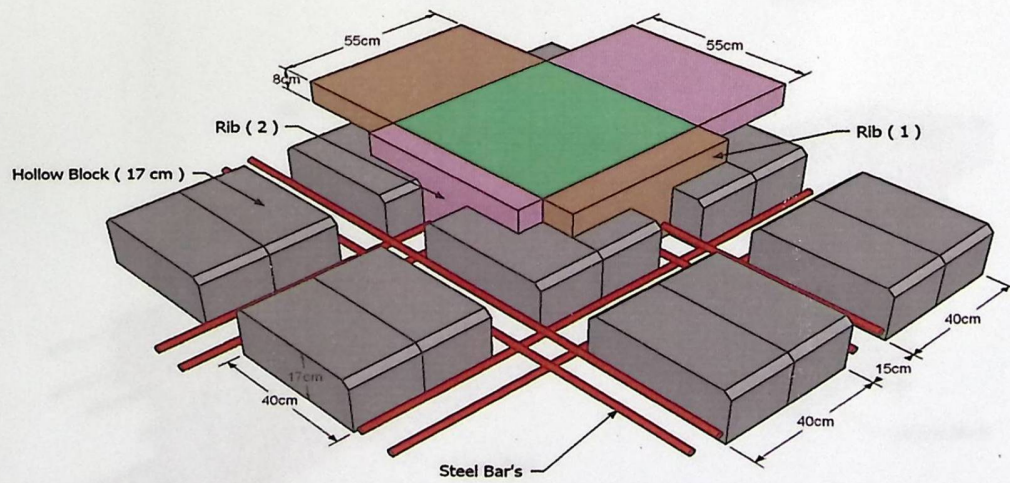 55cm
55cm
8cm
Rib ( 2 )
Rib ( 1 )
Hollow Block ( 17 cm )
40cm
15cm
17cm
40cm
40cm
Steel Bar's